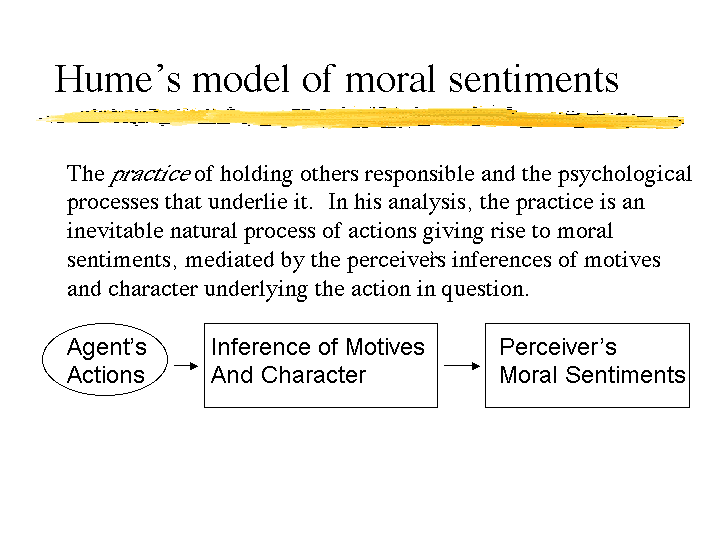 Hume's model of moral sentiments
The practice of holding others responsible and the psychological
processes that underlie it.  In his analysis, the practice is an
inevitable natural process of actions giving rise to moral
sentiments, mediated by the perceiver's inferences of motives
and character underlying the action in question.
Agent's
Actions
Inference of Motives
And Character
Perceiver's
Moral Sentiments